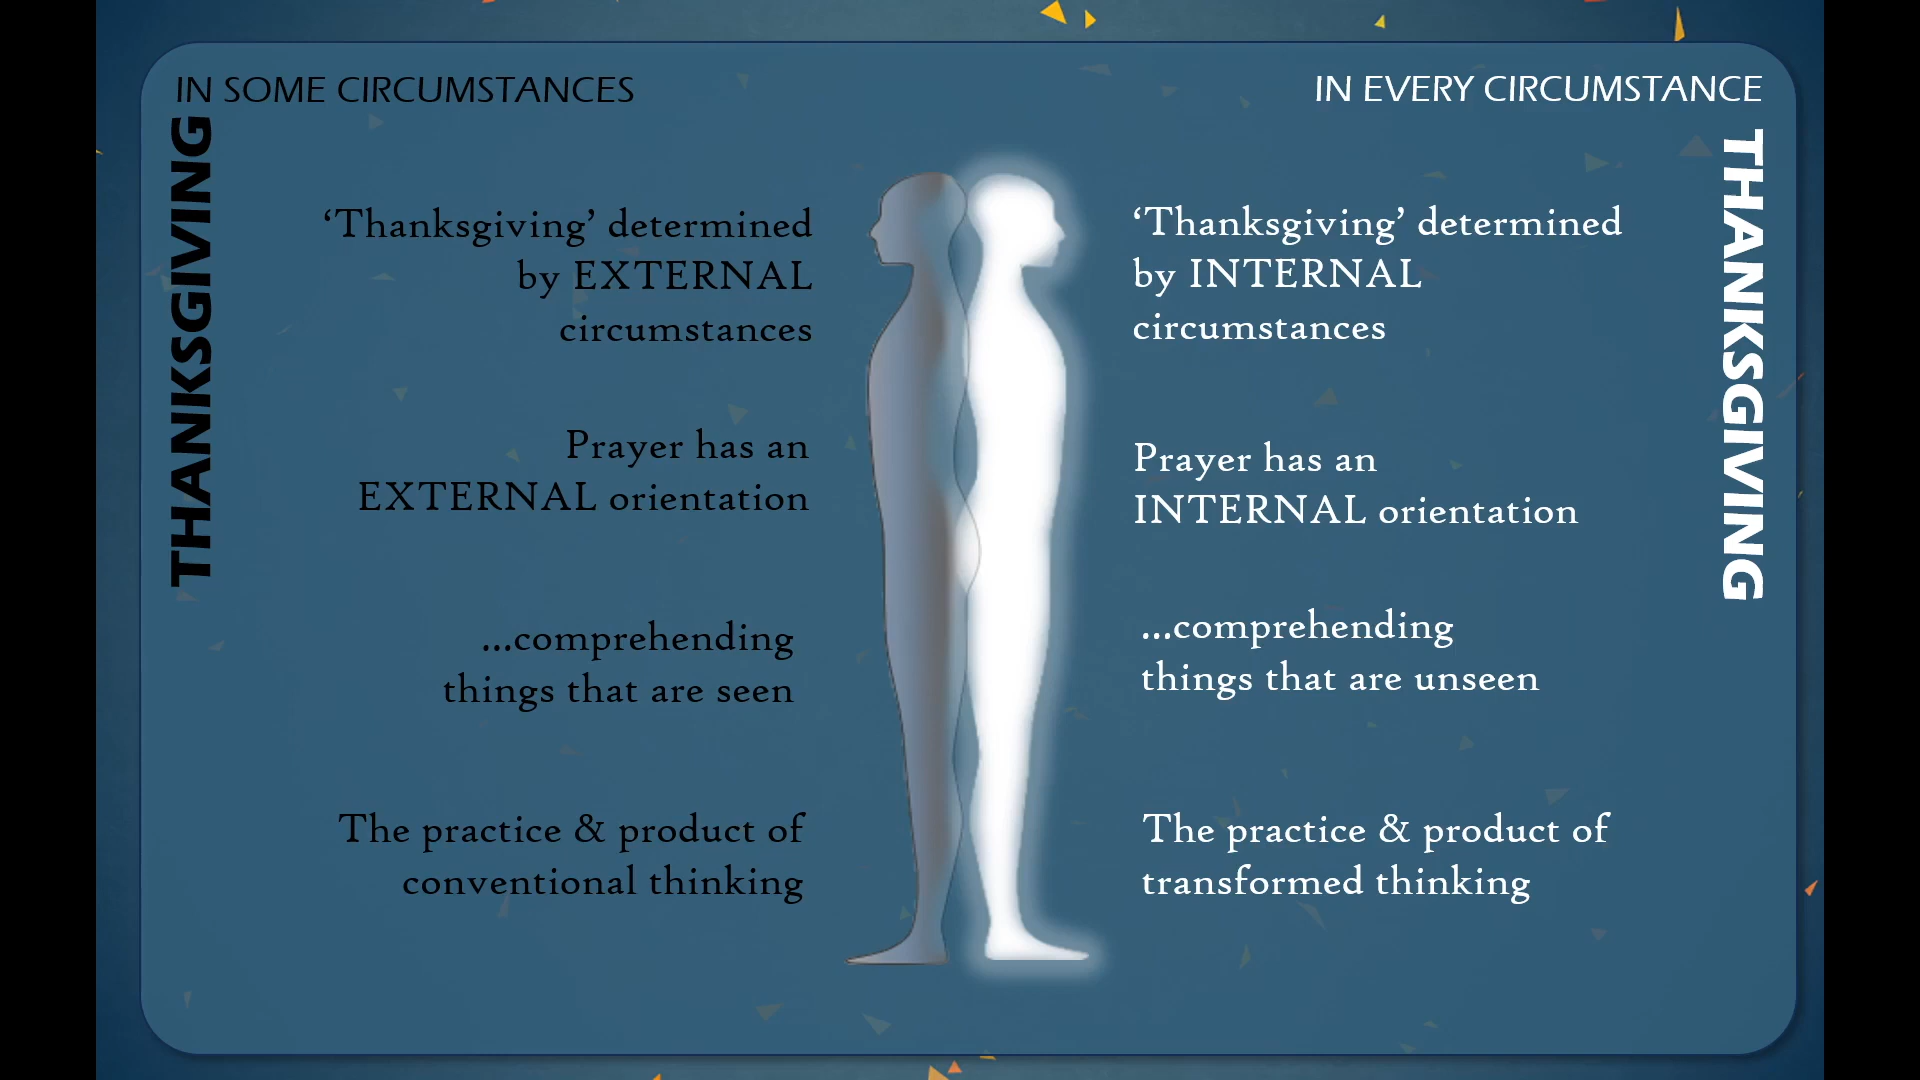 IN SOME CIRCUMSTANCES
THANKSGIVING
‘Thanksgiving’ determined
by EXTERNAL
circumstances
Prayer has an
EXTERNAL orientation
...comprehending
things that are seen
The practice & product of
conventional thinking
IN EVERY CIRCUMSTANCE
THANKSGIVING
‘Thanksgiving’ determined
by INTERNAL
circumstances
Prayer has an
INTERNAL orientation
...comprehending
things that are unseen
The practice & product of
transformed thinking